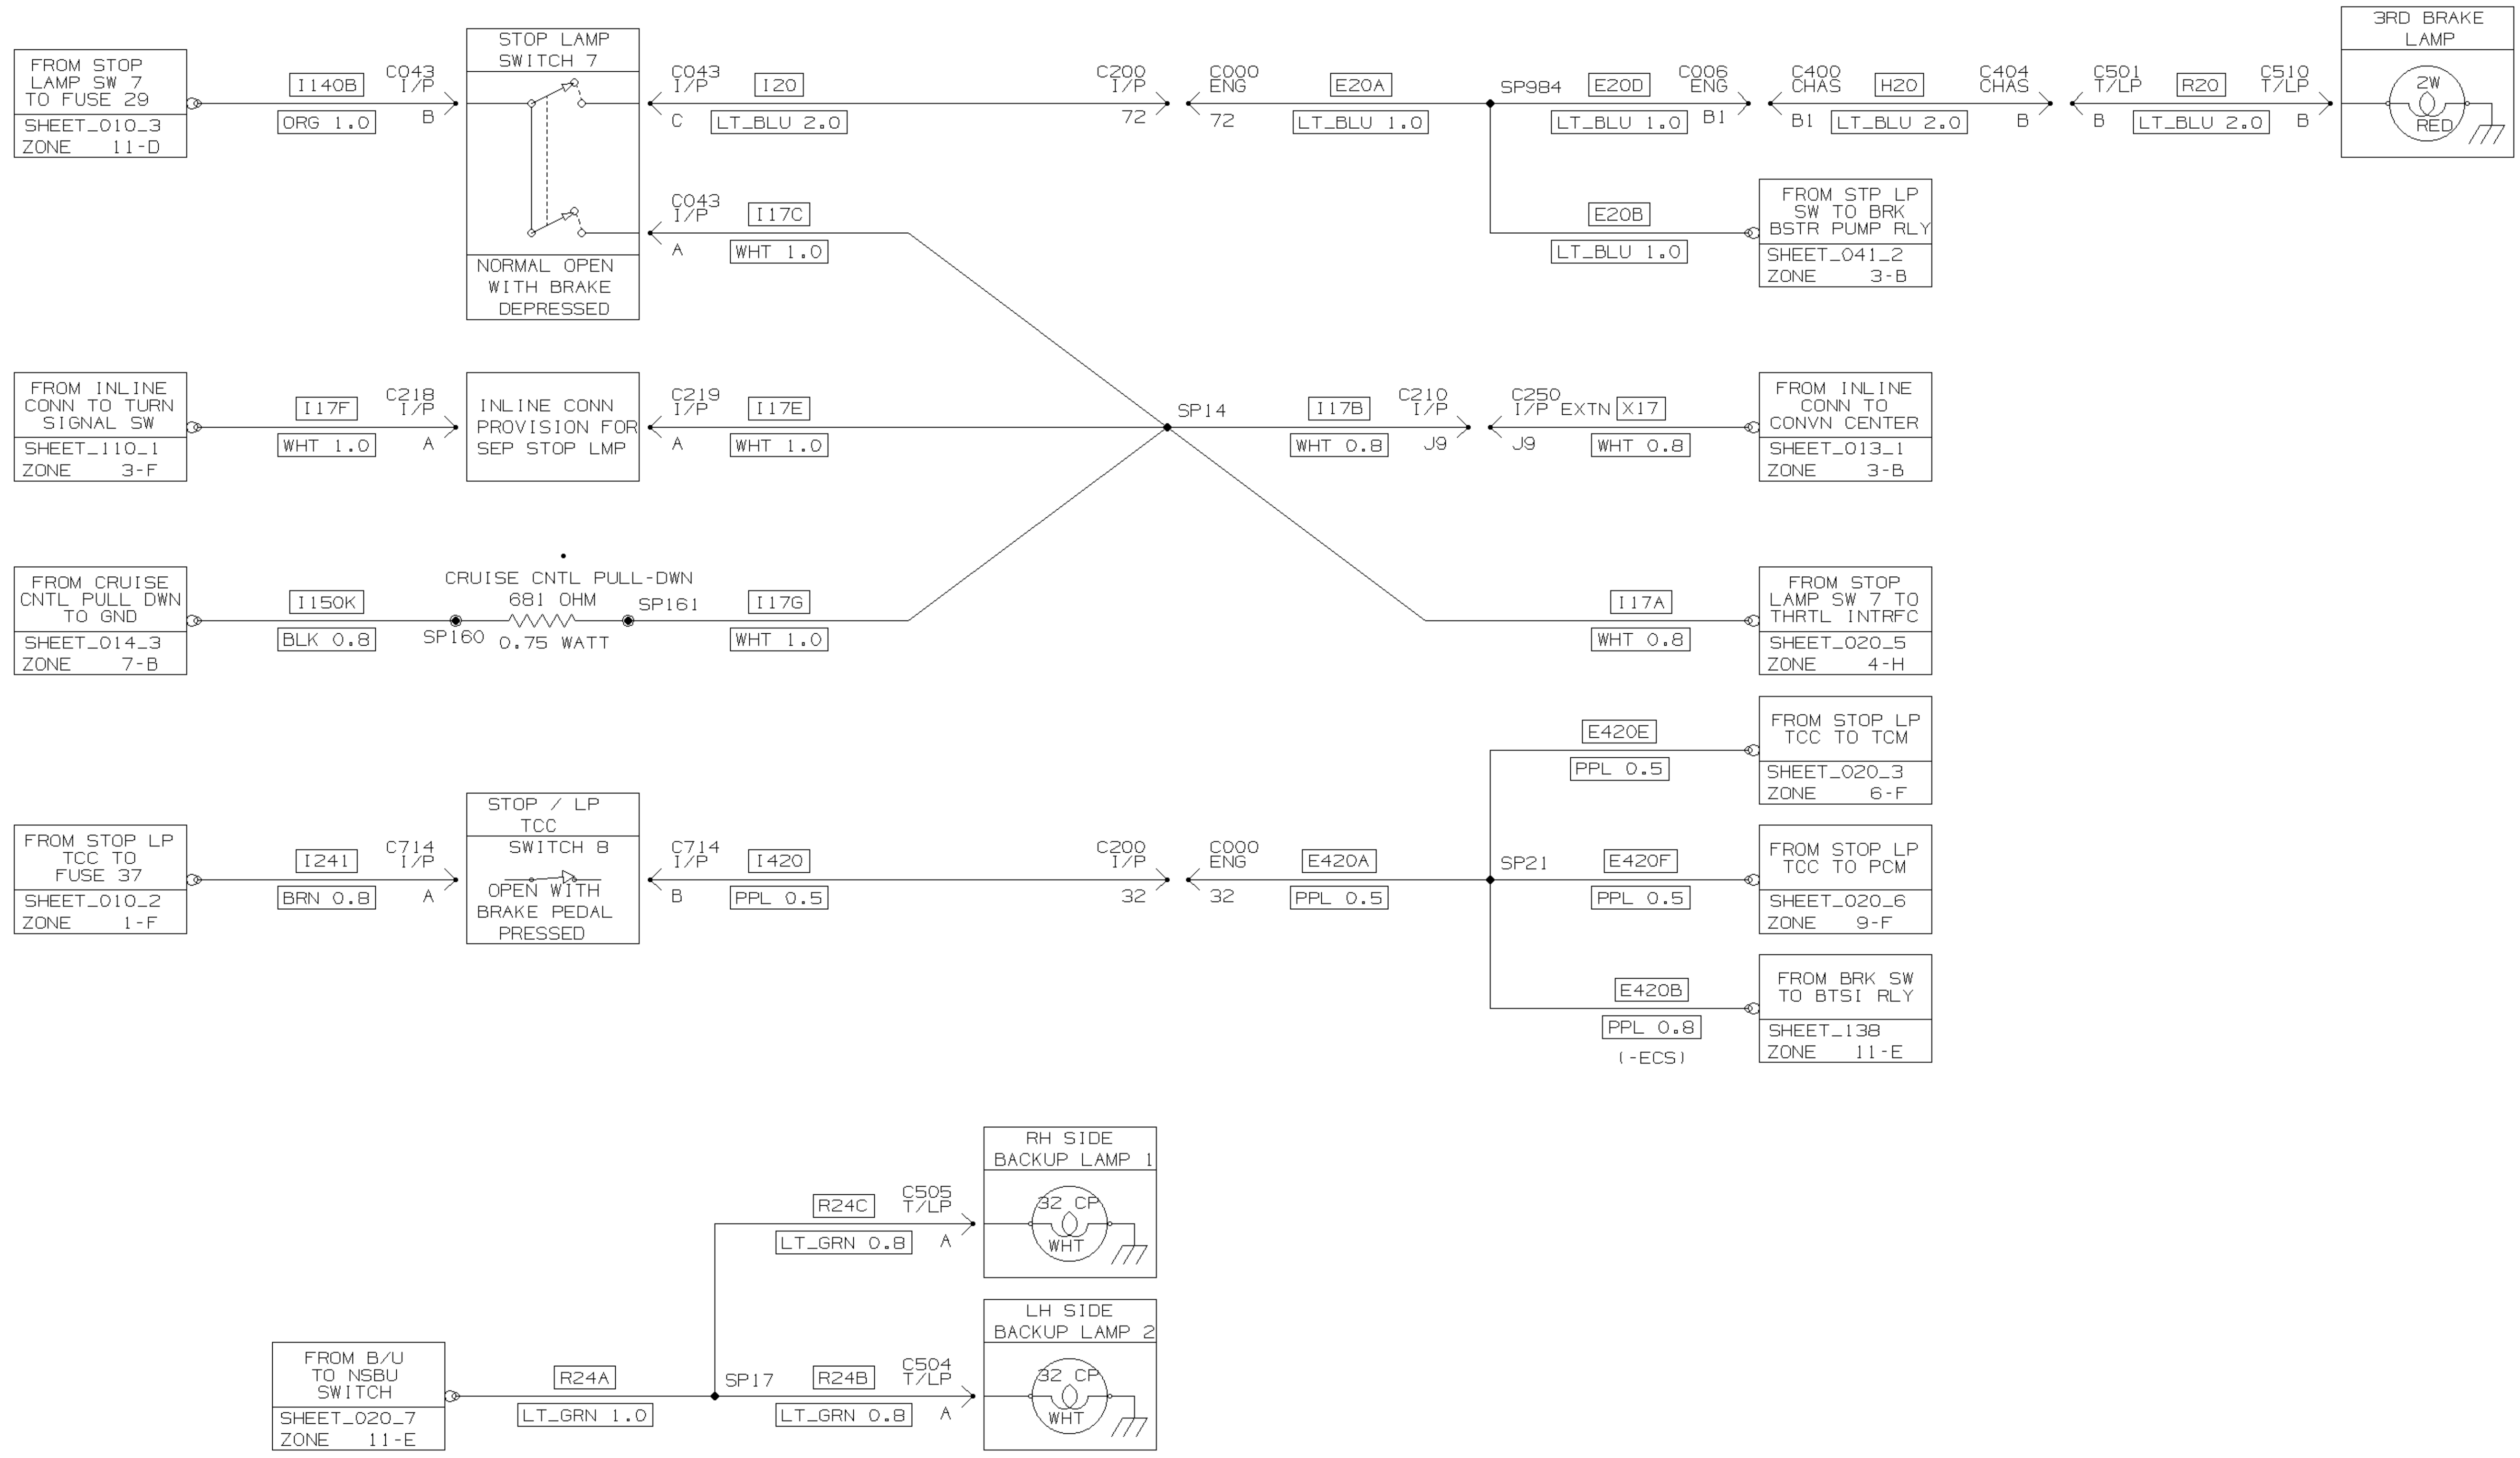 FROM STOP
LAMP SW 7
TO FUSE 29
SHEET_010_3
ZONE 11-D
I140B
ORG 1.0
C043
I/P
B
STOP LAMP
SWITCH 7
NORMAL OPEN
WITH BRAKE
DEPRESSED
C043
I/P
C
I20
LT_BLU 2.0
C200
I/P
72
C000
ENG
72
E20A
LT_BLU 1.0
SP984
E20D
LT_BLU 1.0
C006
ENG
B1
C400
CHAS
B1
H20
LT_BLU 2.0
C404
CHAS
B
C501
T/LP
B
R20
LT_BLU 2.0
C510
T/LP
B
3RD BRAKE
LAMP
2W
RED
C043
I/P
A
I17C
WHT 1.0
E20B
LT_BLU 1.0
FROM STP LP
SW TO BRK
BSTR PUMP RLY
SHEET_041_2
ZONE 3-B
FROM INLINE
CONN TO TURN
SIGNAL SW
SHEET_110_1
ZONE 3-F
I17F
WHT 1.0
C218
I/P
A
INLINE CONN
PROVISION FOR
SEP STOP LMP
C219
I/P
A
I17E
WHT 1.0
SP14
I17B
WHT 0.8
C210
I/P
J9
C250
I/P EXTN
J9
X17
WHT 0.8
FROM INLINE
CONN TO
CONVN CENTER
SHEET_013_1
ZONE 3-B
FROM CRUISE
CNTL PULL DWN
TO GND
SHEET_014_3
ZONE 7-B
I150K
BLK 0.8
SP160
CRUISE CNTL PULL-DWN
681 OHM
0.75 WATT
SP161
I17G
WHT 1.0
I17A
WHT 0.8
FROM STOP
LAMP SW 7 TO
THRTL INTRFC
SHEET_020_5
ZONE 4-H
E420E
PPL 0.5
FROM STOP LP
TCC TO TCM
SHEET_020_3
ZONE 6-F
FROM STOP LP
TCC TO
FUSE 37
SHEET_010_2
ZONE 1-F
I241
BRN 0.8
C714
I/P
A
STOP / LP
TCC
SWITCH 8
OPEN WITH
BRAKE PEDAL
PRESSED
C714
I/P
B
I420
PPL 0.5
C200
I/P
32
C000
ENG
32
E420A
PPL 0.5
SP21
E420F
PPL 0.5
FROM STOP LP
TCC TO PCM
SHEET_020_6
ZONE 9-F
E420B
PPL 0.8
(-ECS)
FROM BRK SW
TO BTSI RLY
SHEET_138
ZONE 11-E
RH SIDE
BACKUP LAMP 1
32 CP
WHT
R24C
LT_GRN 0.8
C505
T/LP
A
LH SIDE
BACKUP LAMP 2
32 CP
WHT
FROM B/U
TO NSBU
SWITCH
SHEET_020_7
ZONE 11-E
R24A
LT_GRN 1.0
SP17
R24B
LT_GRN 0.8
C504
T/LP
A